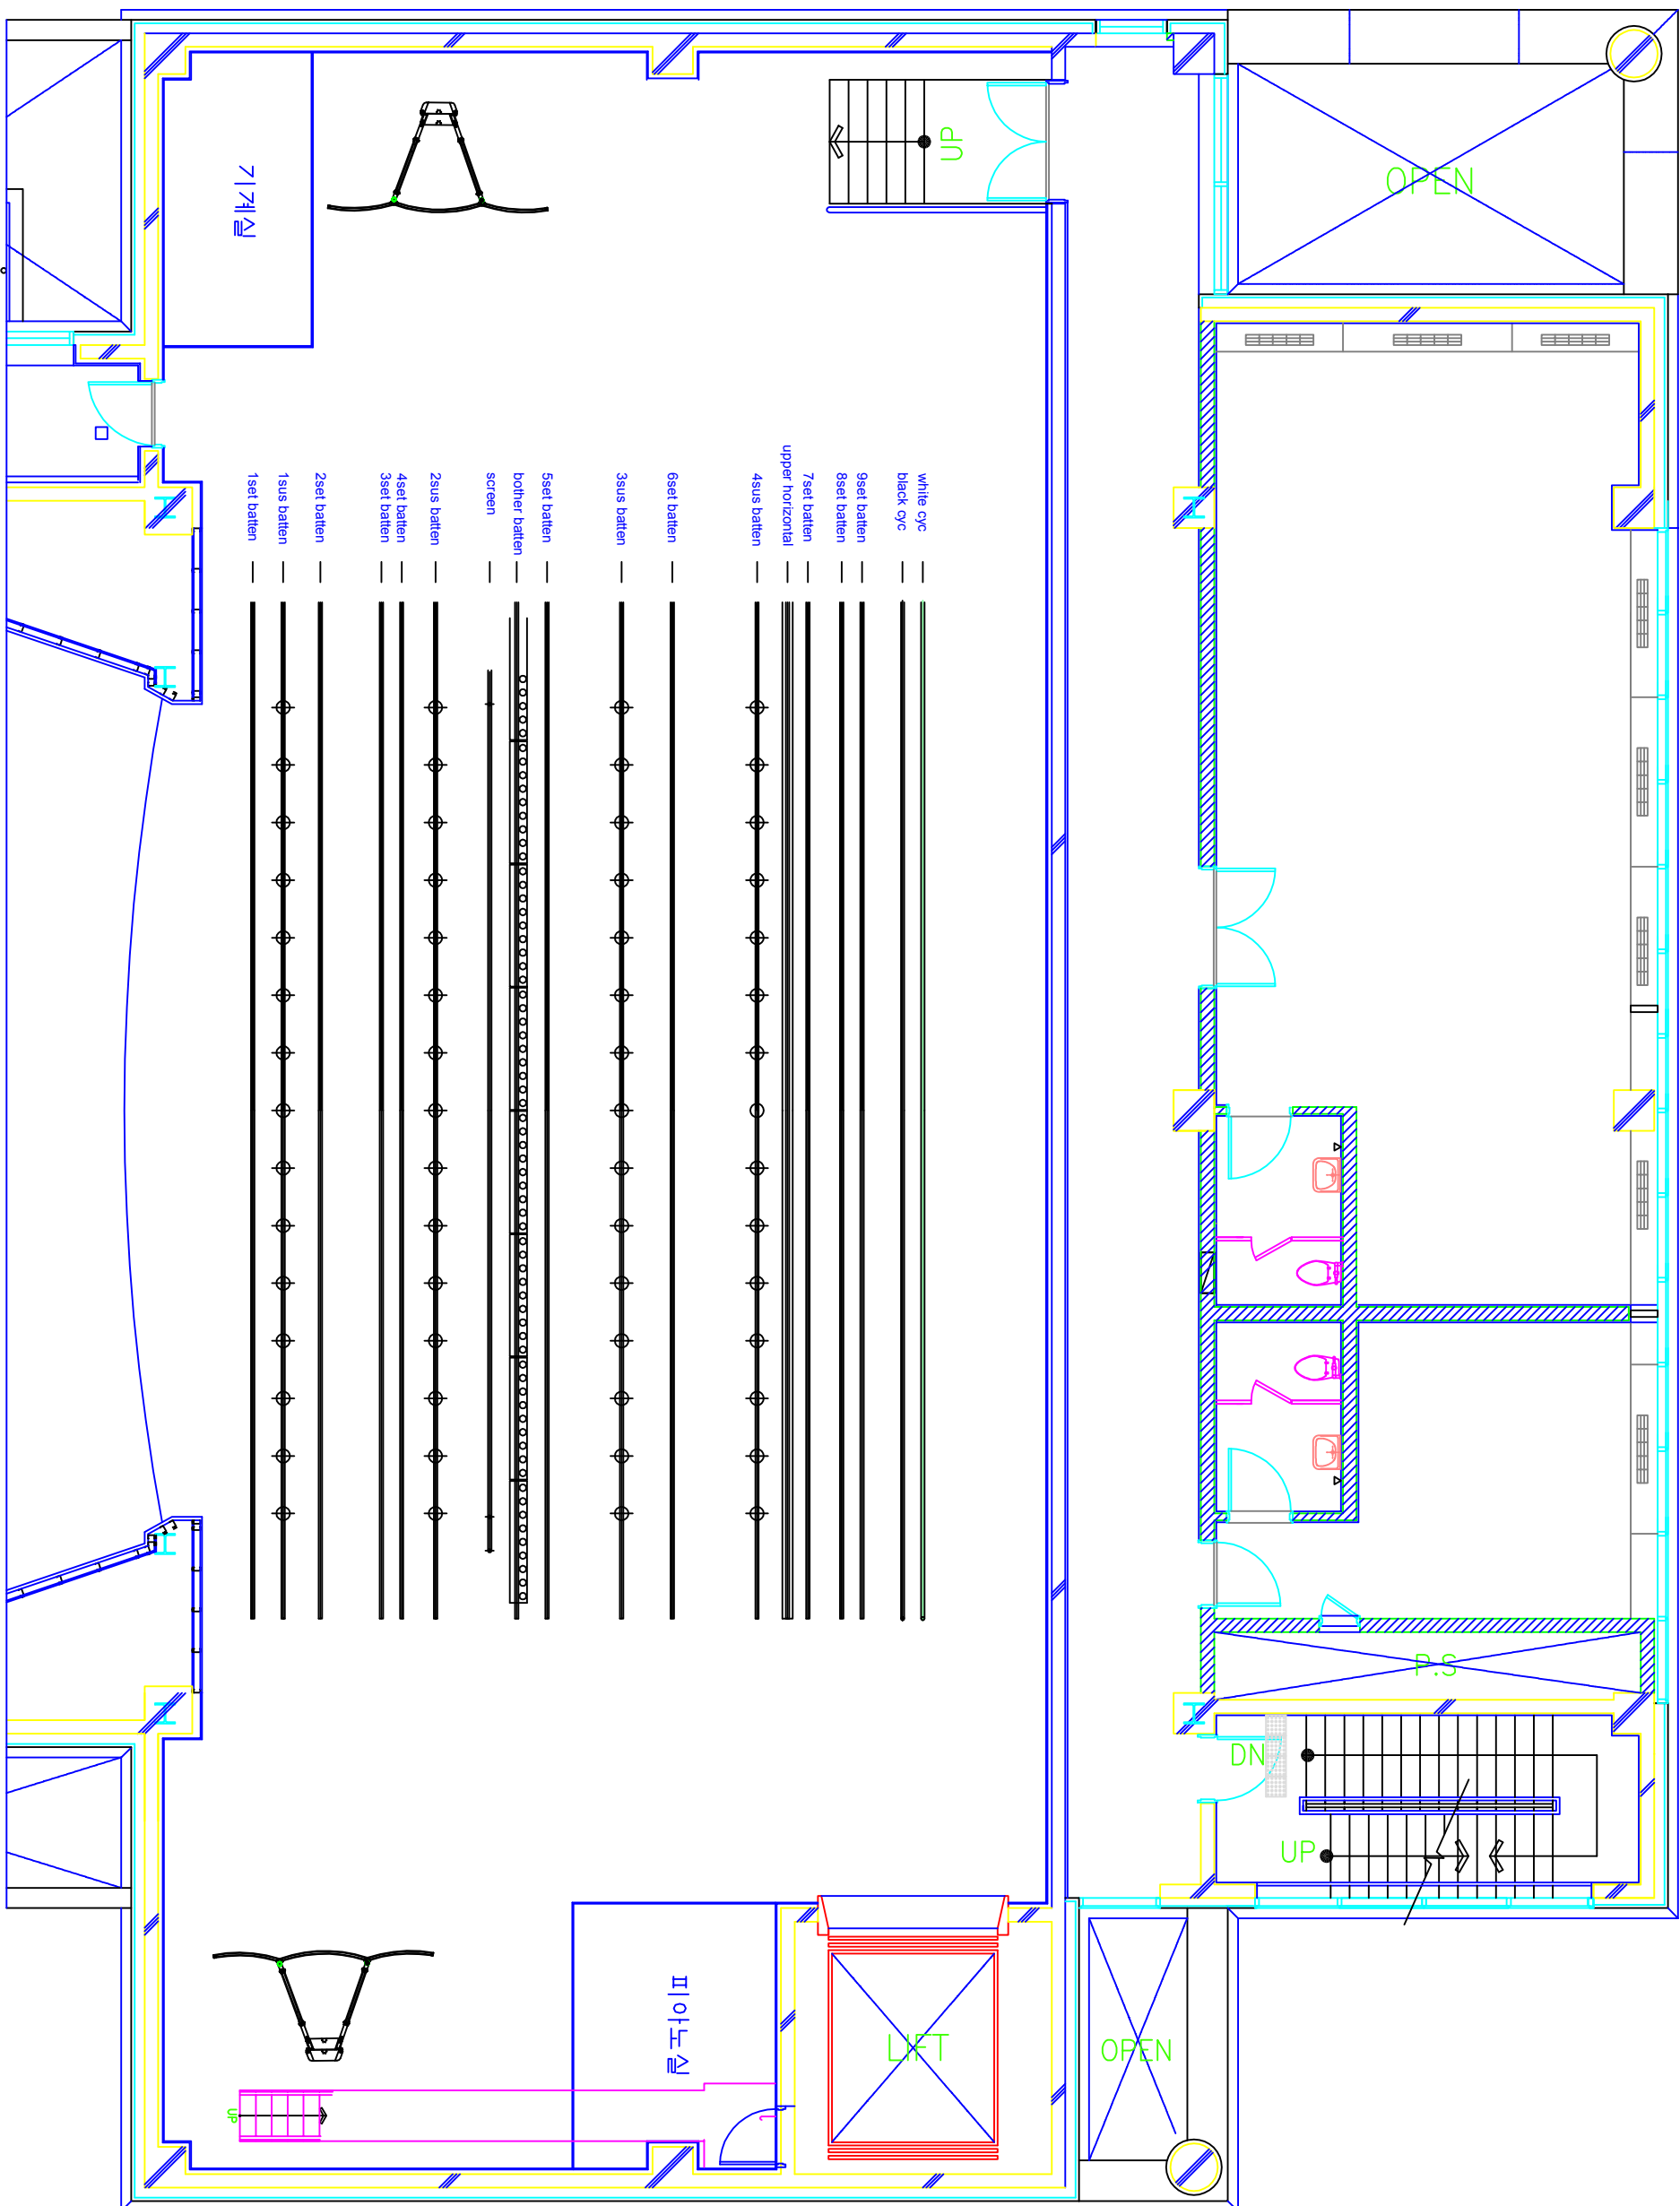 OPEN
UP
기계실
1set batten
1sus batten
2set batten
3set batten
4set batten
2sus batten
screen
bother batten
5set batten
3sus batten
6set batten
4sus batten
upper horizontal
7set batten
8set batten
9set batten
black cyc
white cyc
P.S
DN
UP
피아노실
LIFT
OPEN
UP